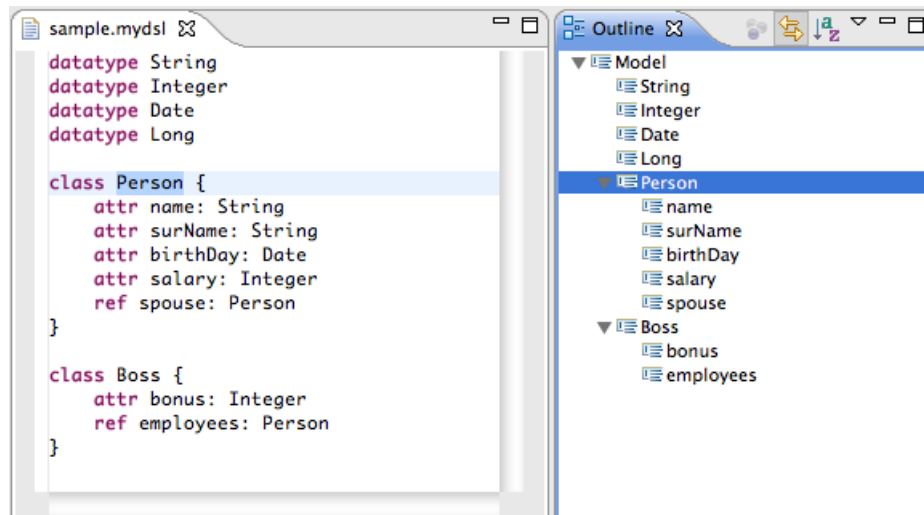 sample.mydsl
datatype String
datatype Integer
datatype Date
datatype Long
class Person {
attr name: String
attr surName: String
attr birthDay: Date
attr salary: Integer
ref spouse: Person
}
class Boss {
attr bonus: Integer
ref employees: Person
}
Outline
a
z
Model
String
Integer
Date
Long
Person
name
surName
birthDay
salary
spouse
Boss
bonus
employees